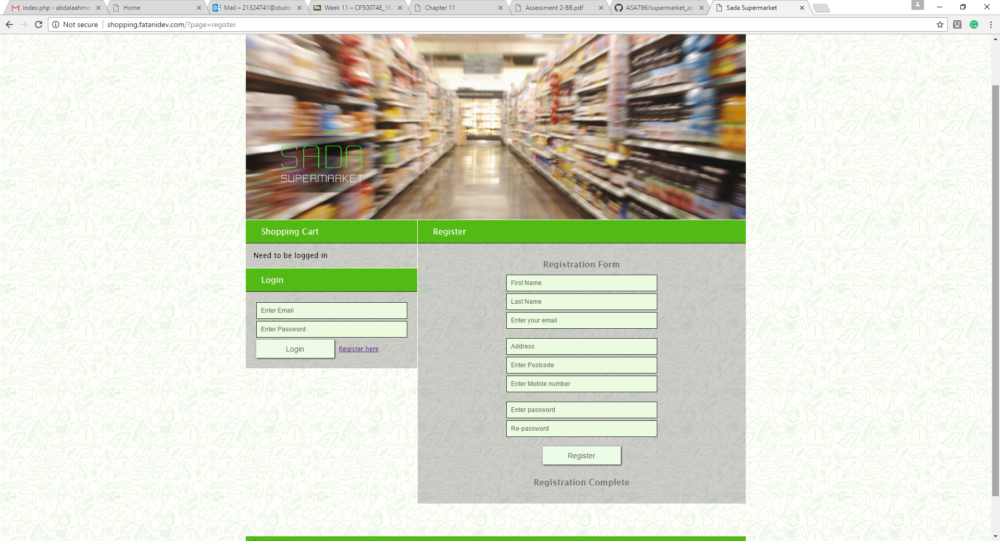 index.php - abdalaahmed
Home
Mail – 21324741@studen
Week 11 – CP50074E_16-
Chapter 11
Assessment 2-BB.pdf
ASA786/supermarket_ap
Sada Supermarket
Not secure
shopping.fatanidev.com/?page=register
SADA
SUPERMARKET
Shopping Cart
Need to be logged in
Login
Enter Email
Enter Password
Login
Register here
Register
Registration Form
First Name
Last Name
Enter your email
Address
Enter Postcode
Enter Mobile number
Enter password
Re-password
Register
Registration Complete